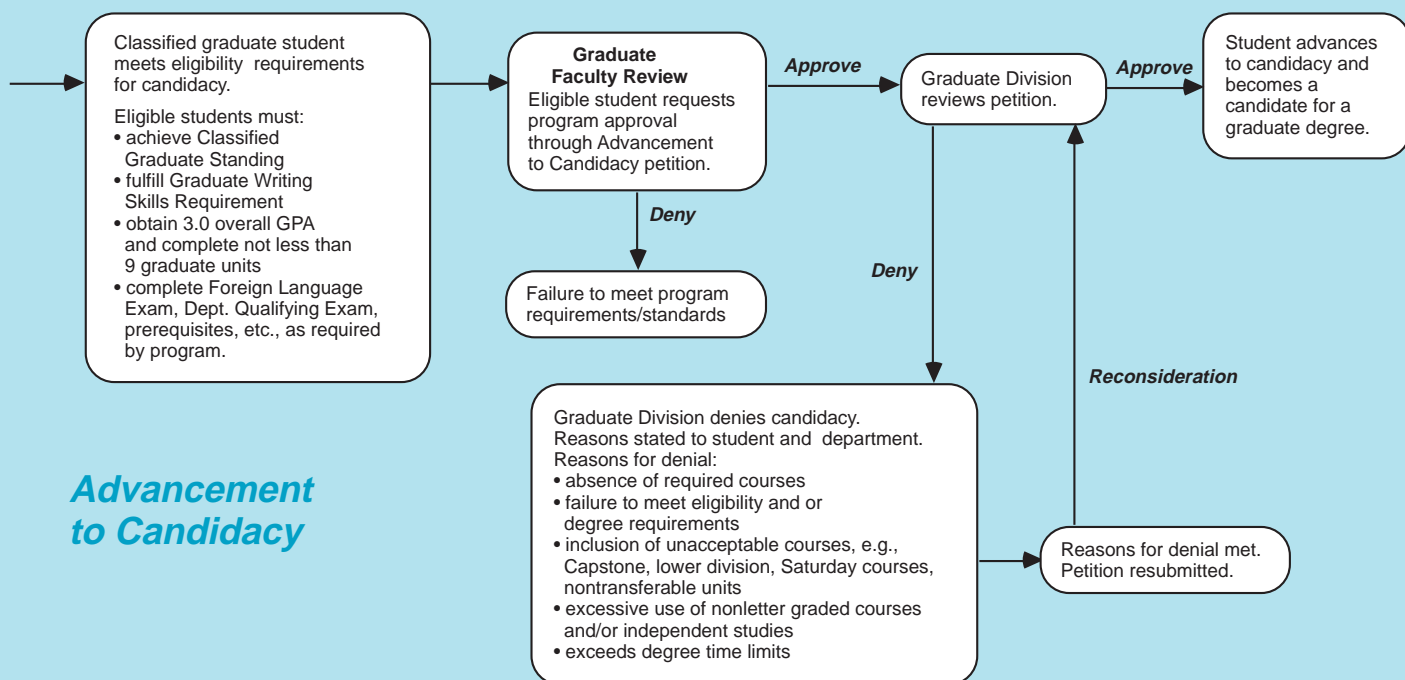 Classified graduate student
meets eligibility requirements
for candidacy.
Eligible students must:
• achieve Classified
Graduate Standing
• fulfill Graduate Writing
Skills Requirement
• obtain 3.0 overall GPA
and complete not less than
9 graduate units
• complete Foreign Language
Exam, Dept. Qualifying Exam,
prerequisites, etc., as required
by program.
Graduate
Faculty Review
Eligible student requests
program approval
through Advancement
to Candidacy petition.
Approve
Graduate Division
reviews petition.
Approve
Student advances
to candidacy and
becomes a
candidate for a
graduate degree.
Deny
Failure to meet program
requirements/standards
Deny
Reconsideration
Graduate Division denies candidacy.
Reasons stated to student and department.
Reasons for denial:
• absence of required courses
• failure to meet eligibility and or
degree requirements
• inclusion of unacceptable courses, e.g.,
Capstone, lower division, Saturday courses,
nontransferable units
• excessive use of nonletter graded courses
and/or independent studies
• exceeds degree time limits
Reasons for denial met.
Petition resubmitted.
Advancement
to Candidacy